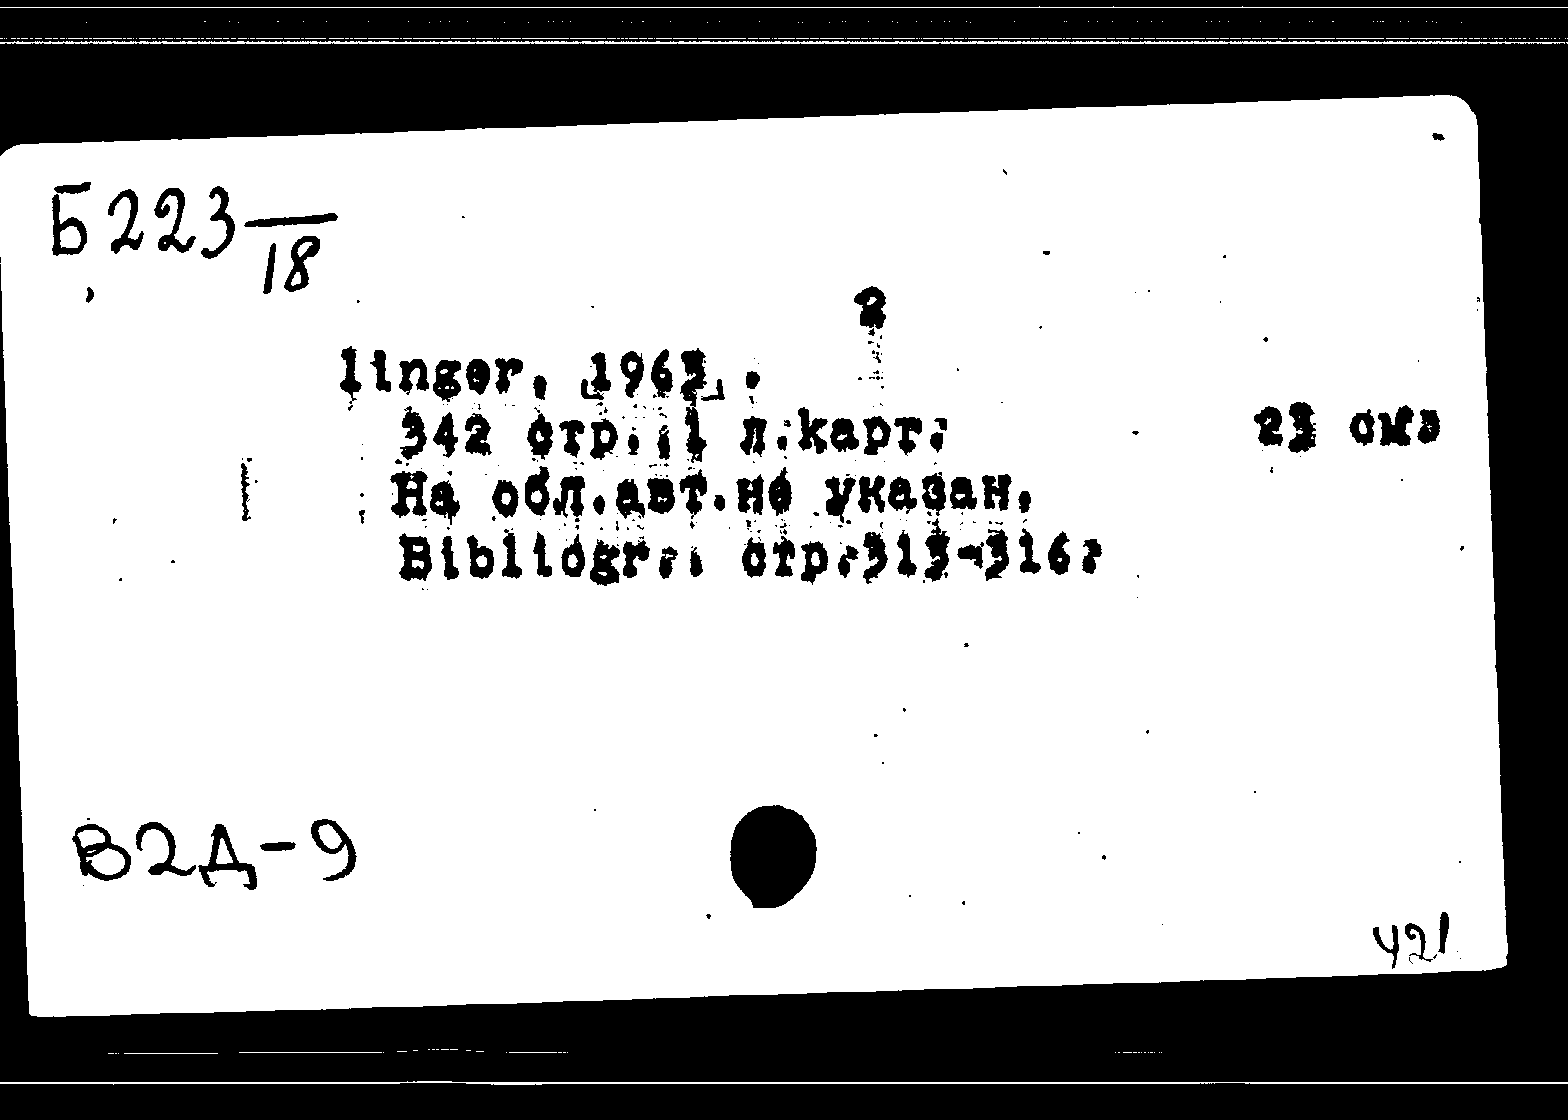 Б223 —
18
2
linger, [1963].
342 стр., 1 л.карт. 23 см.
На обл.авт.не указан.
Bibliogr.: стр.313-316.
В2Д-9
421